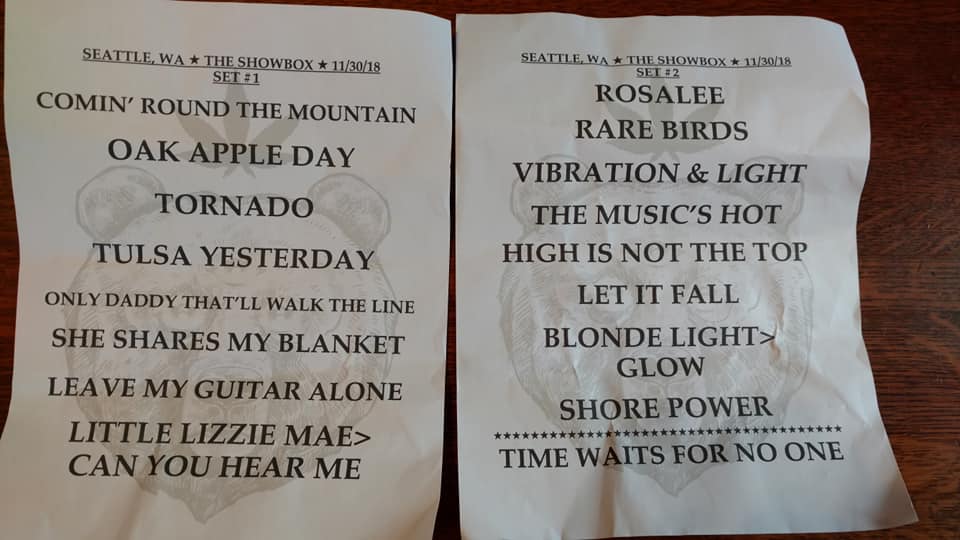 SEATTLE, WA ★ THE SHOWBOX ★ 11/30/18
SET #1
COMIN' ROUND THE MOUNTAIN
OAK APPLE DAY
TORNADO
TULSA YESTERDAY
ONLY DADDY THAT'LL WALK THE LINE
SHE SHARES MY BLANKET
LEAVE MY GUITAR ALONE
LITTLE LIZZIE MAE>
CAN YOU HEAR ME
SEATTLE, WA ★ THE SHOWBOX ★ 11/30/18
SET #2
ROSALEE
RARE BIRDS
VIBRATION & LIGHT
THE MUSIC'S HOT
HIGH IS NOT THE TOP
LET IT FALL
BLONDE LIGHT>
GLOW
SHORE POWER
TIME WAITS FOR NO ONE